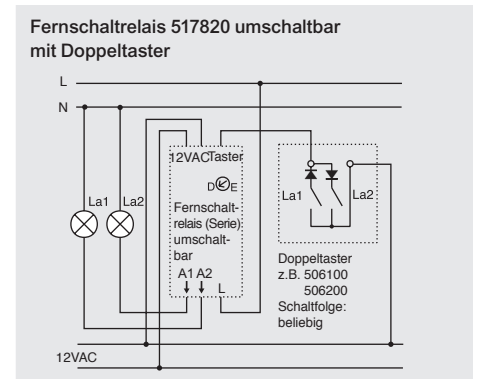 Fernschaltrelais 517820 umschaltbar
mit Doppeltaster
L
N
12VAC Taster
D E
La1 La2
Fernschalt-
relais (Serie)
umschalt-
bar
A1 A2
L
La1 La2
Doppeltaster
z.B. 506100
506200
Schaltfolge:
beliebig
12VAC